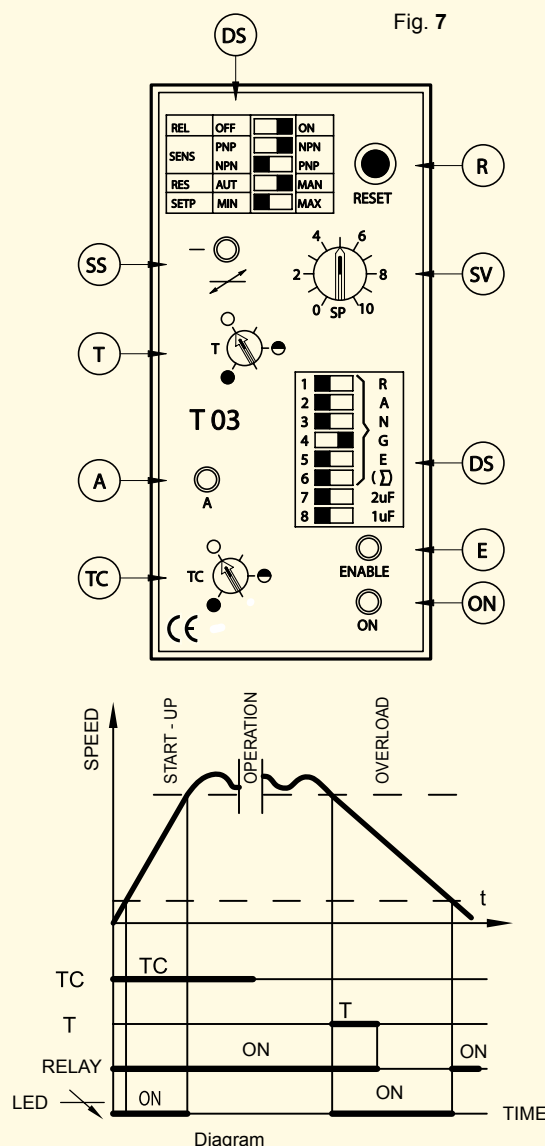 Fig. 7
DS
REL OFF ON
SENS PNP NPN
NPN PNP
RES AUT MAN
SETP MIN MAX
RESET
R
SS
—
4 6
2 8
0 SP 10
SV
T
T
T 03
1 R
2 A
3 N
4 G
5 E
6 (Σ)
7 2uF
8 1uF
DS
A
A
ENABLE
E
TC
TC
ON
ON
CE
SPEED
START - UP
OPERATION
OVERLOAD
t
TC TC
T T
RELAY ON ON
LED ON ON
TIME
Diagram